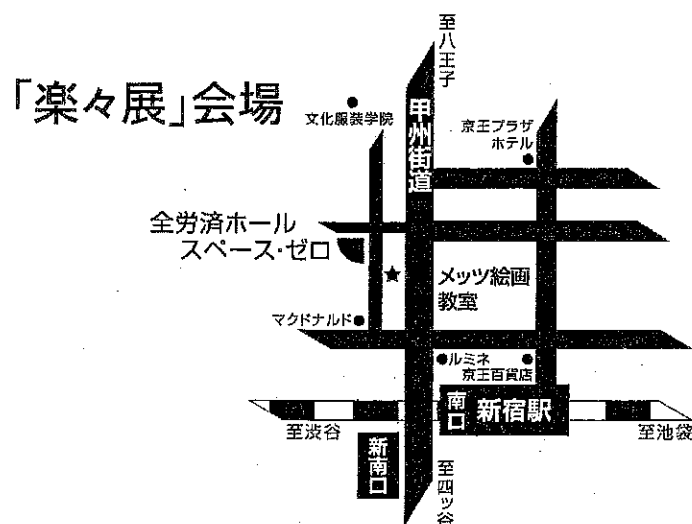 「楽々展」会場
至八王子
甲州街道
文化服装学院
京王プラザ
ホテル
全労済ホール
スペース・ゼロ
メッツ絵画
教室
マクドナルド
ルミネ
京王百貨店
南口
新宿駅
至渋谷
至池袋
新南口
至四ッ谷